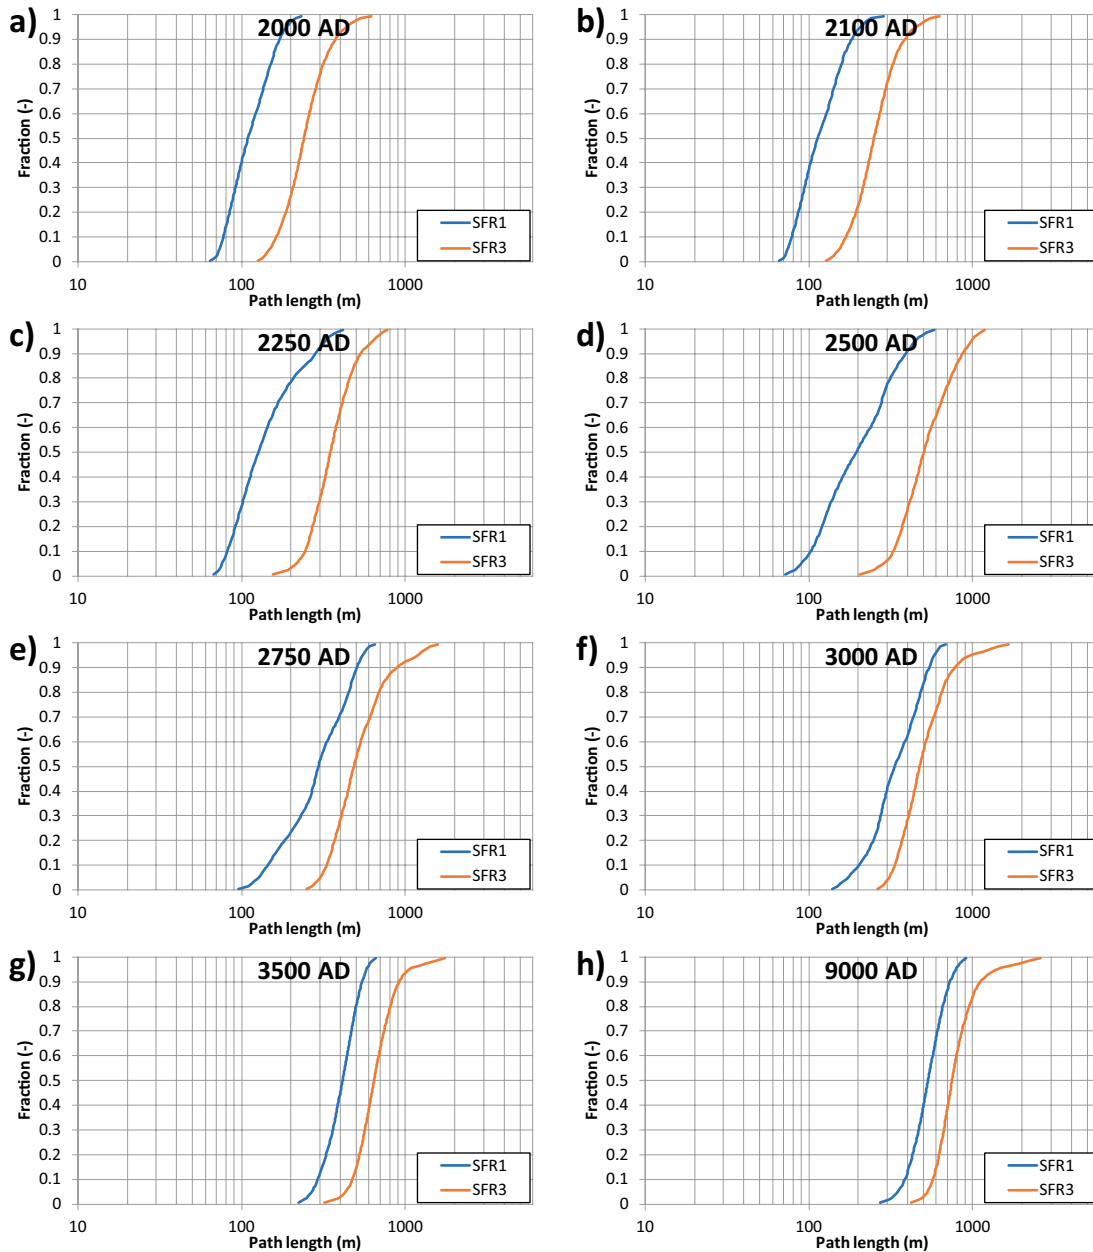 a)
2000 AD
Fraction (-)
1
0.9
0.8
0.7
0.6
0.5
0.4
0.3
0.2
0.1
0
SFR1
SFR3
10 100 1000
Path length (m)
b)
2100 AD
Fraction (-)
1
0.9
0.8
0.7
0.6
0.5
0.4
0.3
0.2
0.1
0
SFR1
SFR3
10 100 1000
Path length (m)
c)
2250 AD
Fraction (-)
1
0.9
0.8
0.7
0.6
0.5
0.4
0.3
0.2
0.1
0
SFR1
SFR3
10 100 1000
Path length (m)
d)
2500 AD
Fraction (-)
1
0.9
0.8
0.7
0.6
0.5
0.4
0.3
0.2
0.1
0
SFR1
SFR3
10 100 1000
Path length (m)
e)
2750 AD
Fraction (-)
1
0.9
0.8
0.7
0.6
0.5
0.4
0.3
0.2
0.1
0
SFR1
SFR3
10 100 1000
Path length (m)
f)
3000 AD
Fraction (-)
1
0.9
0.8
0.7
0.6
0.5
0.4
0.3
0.2
0.1
0
SFR1
SFR3
10 100 1000
Path length (m)
g)
3500 AD
Fraction (-)
1
0.9
0.8
0.7
0.6
0.5
0.4
0.3
0.2
0.1
0
SFR1
SFR3
10 100 1000
Path length (m)
h)
9000 AD
Fraction (-)
1
0.9
0.8
0.7
0.6
0.5
0.4
0.3
0.2
0.1
0
SFR1
SFR3
10 100 1000
Path length (m)